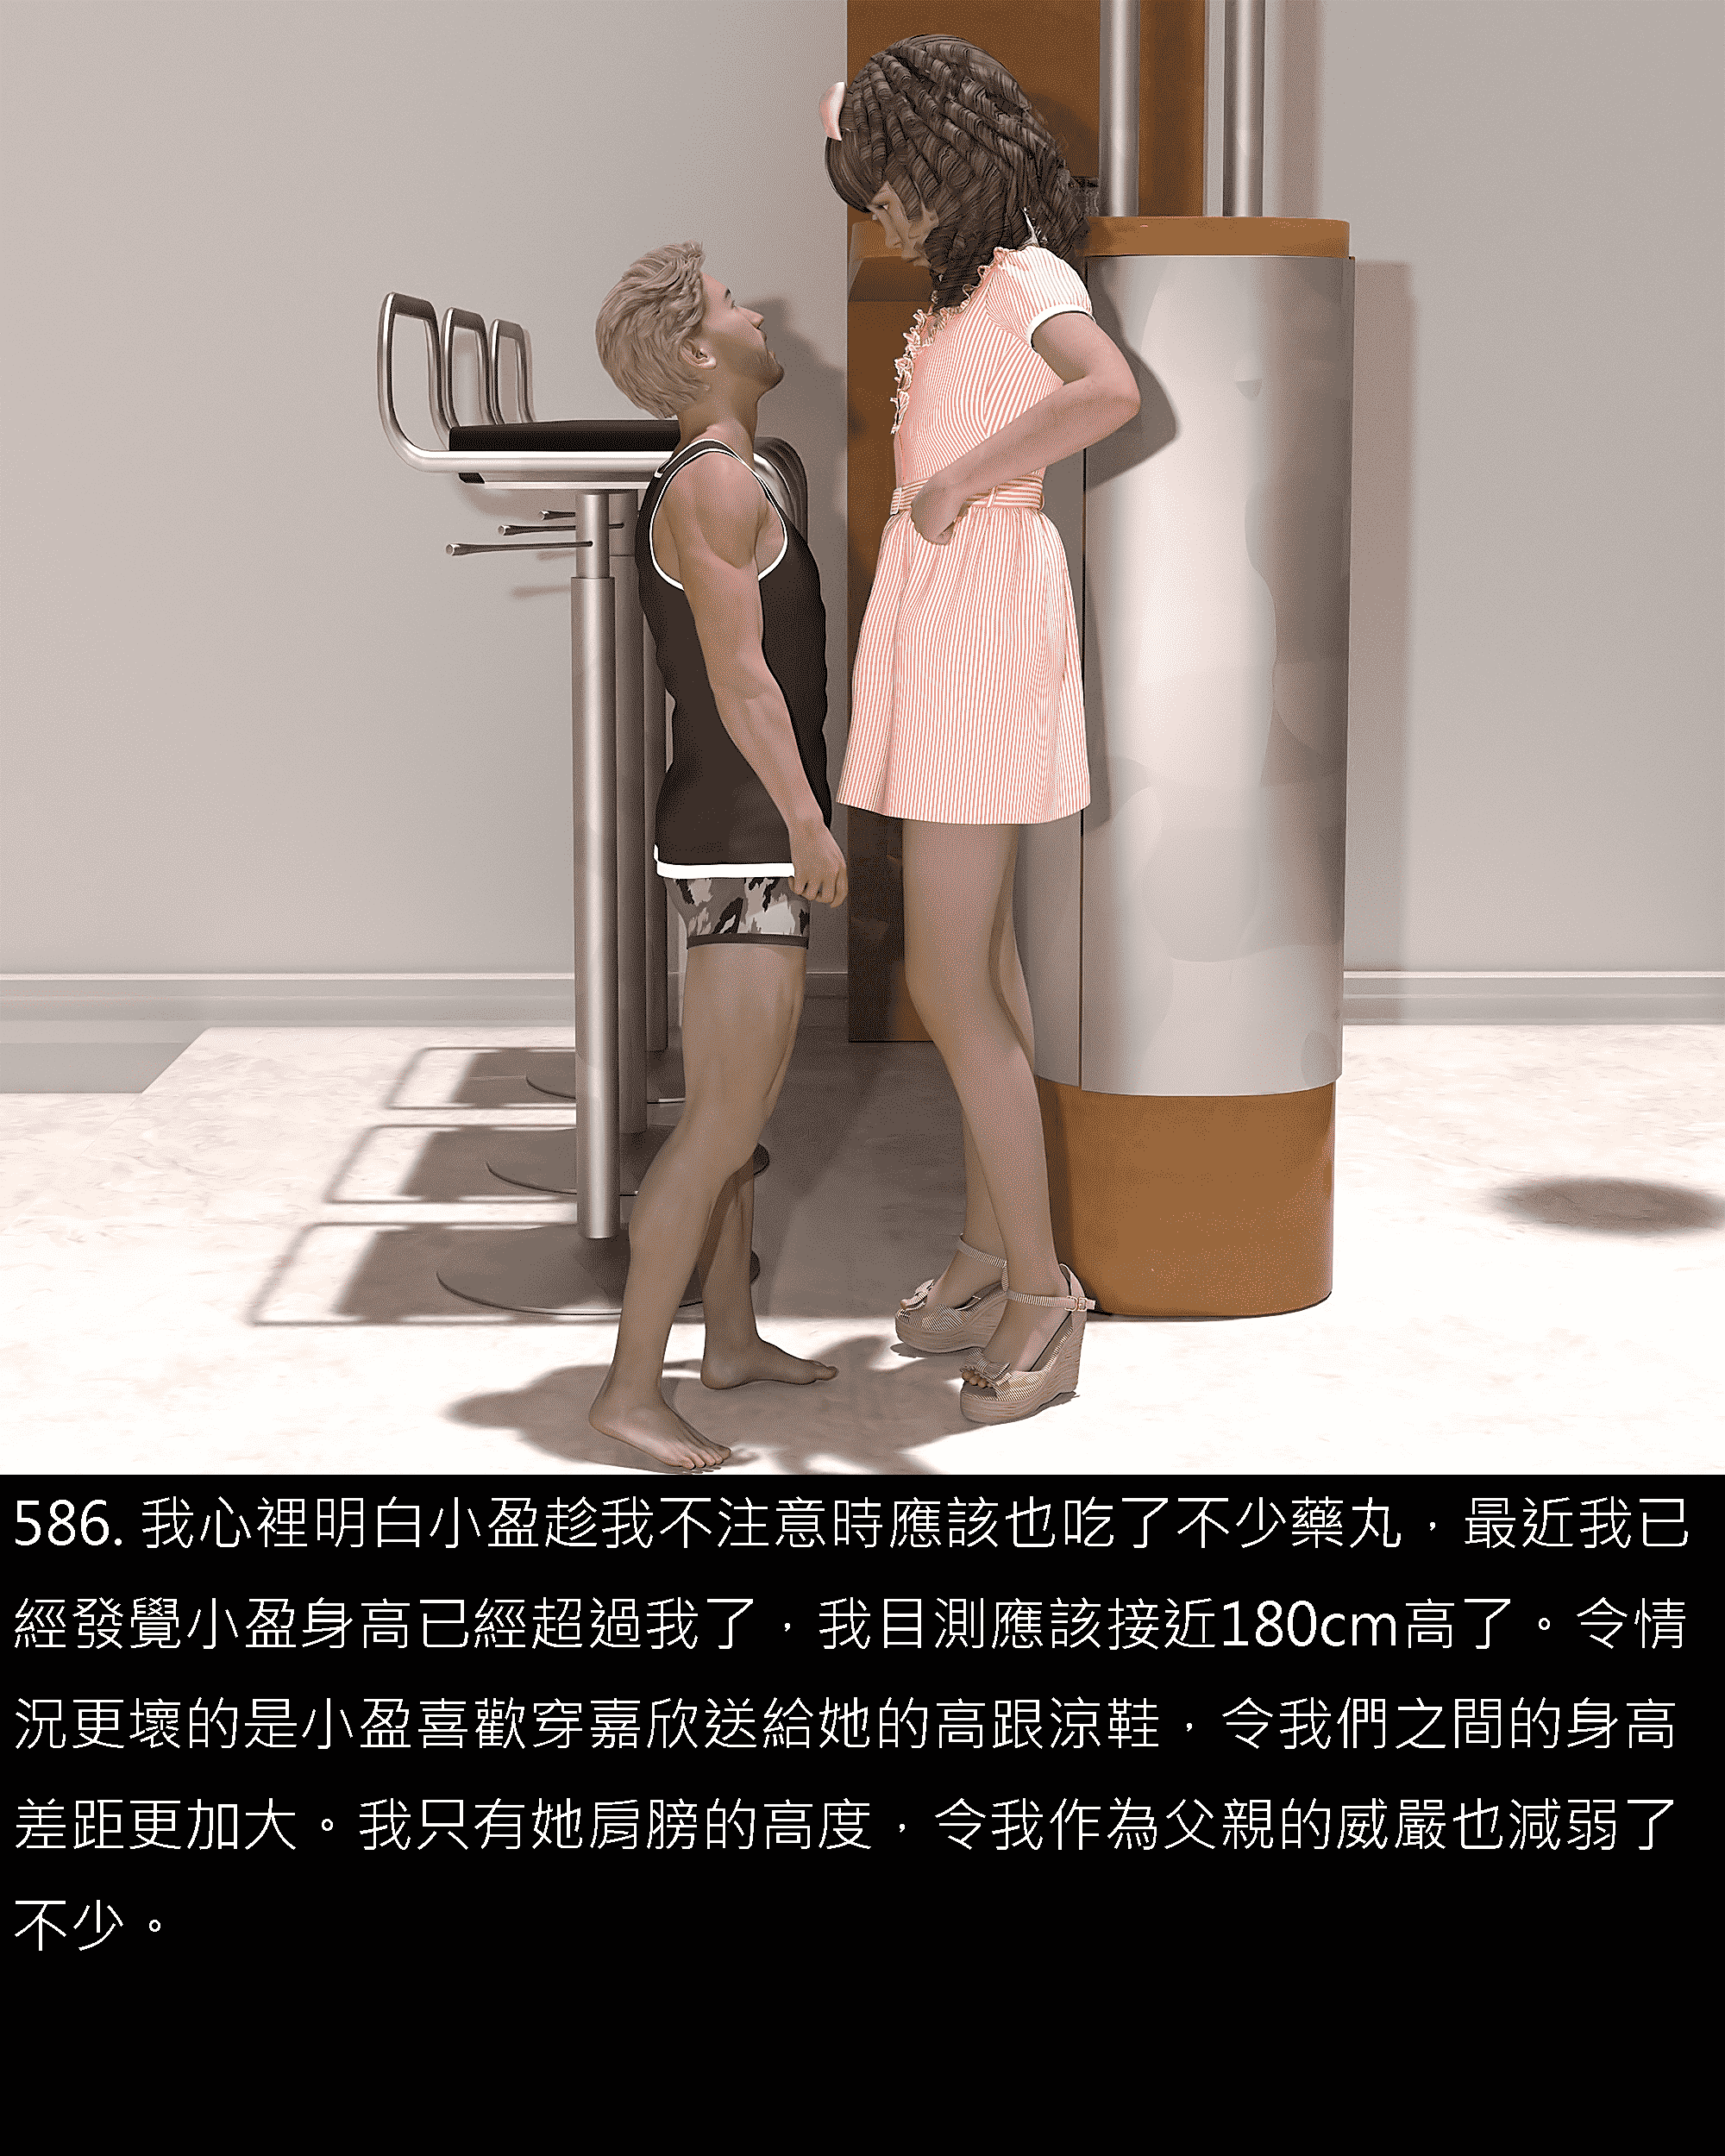 586. 我心裡明白小盈趁我不注意時應該也吃了不少藥丸，最近我已
經發覺小盈身高已經超過我了，我目測應該接近180cm高了。令情
況更壞的是小盈喜歡穿嘉欣送給她的高跟涼鞋，令我們之間的身高
差距更加大。我只有她肩膀的高度，令我作為父親的威嚴也減弱了
不少。